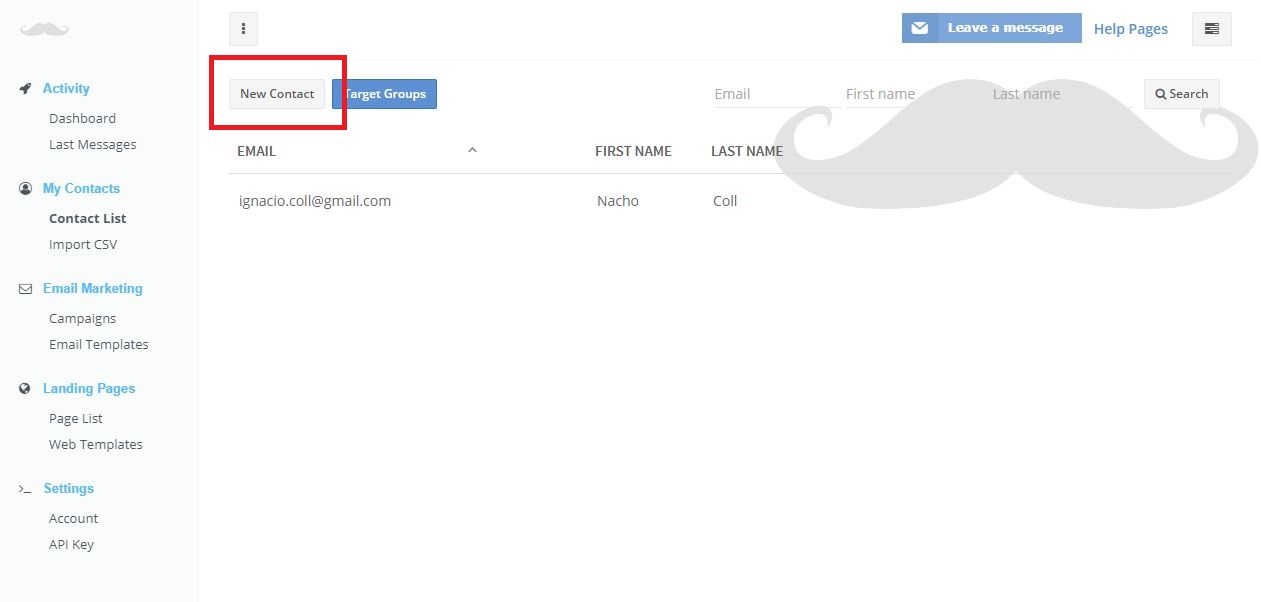 Leave a message
Help Pages
Activity
Dashboard
Last Messages
My Contacts
Contact List
Import CSV
Email Marketing
Campaigns
Email Templates
Landing Pages
Page List
Web Templates
Settings
Account
API Key
New Contact
Target Groups
Email
First name
Last name
Search
EMAIL
FIRST NAME
LAST NAME
ignacio.coll@gmail.com
Nacho
Coll